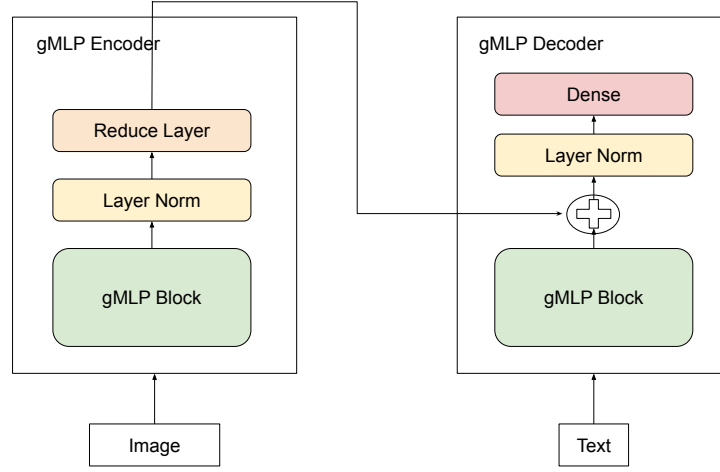 gMLP Encoder
Reduce Layer
Layer Norm
gMLP Block
Image
gMLP Decoder
Dense
Layer Norm
gMLP Block
Text